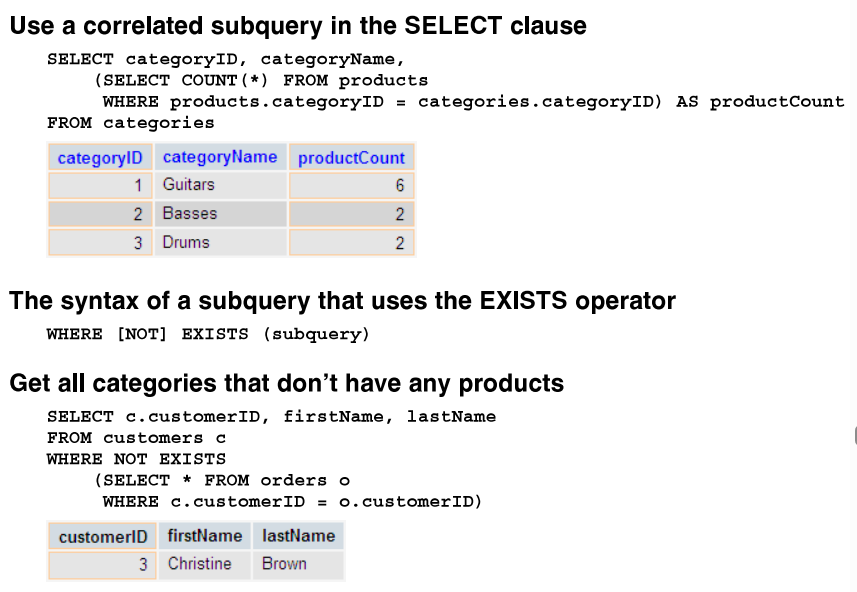 Use a correlated subquery in the SELECT clause
SELECT categoryID, categoryName,
(SELECT COUNT(*) FROM products
WHERE products.categoryID = categories.categoryID) AS productCount
FROM categories
categoryID categoryName productCount
1 Guitars 6
2 Basses 2
3 Drums 2
The syntax of a subquery that uses the EXISTS operator
WHERE [NOT] EXISTS (subquery)
Get all categories that don’t have any products
SELECT c.customerID, firstName, lastName
FROM customers c
WHERE NOT EXISTS
(SELECT * FROM orders o
WHERE c.customerID = o.customerID)
customerID firstName lastName
3 Christine Brown